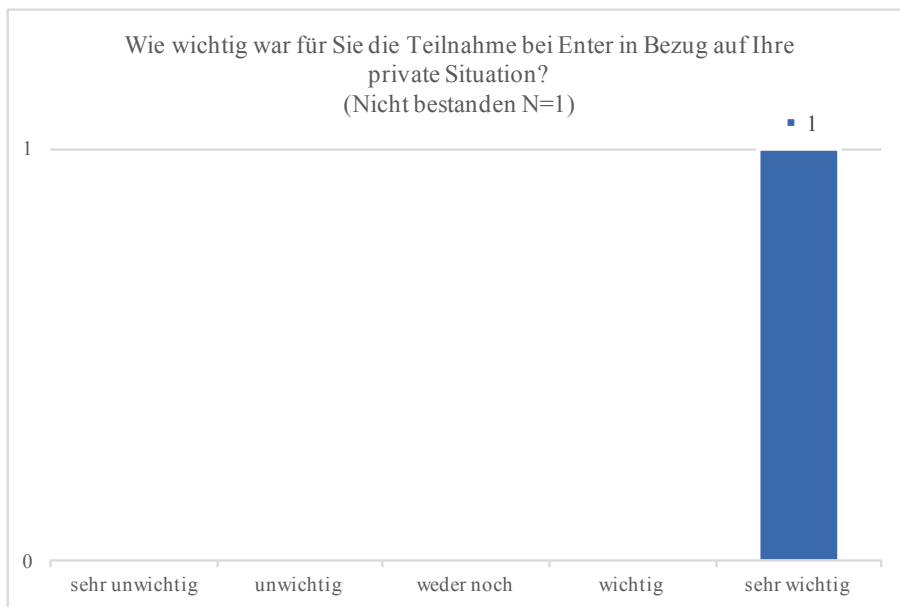 Wie wichtig war für Sie die Teilnahme bei Enter in Bezug auf Ihre
private Situation?
(Nicht bestanden N=1)
1
1
0
sehr unwichtig unwichtig weder noch wichtig sehr wichtig